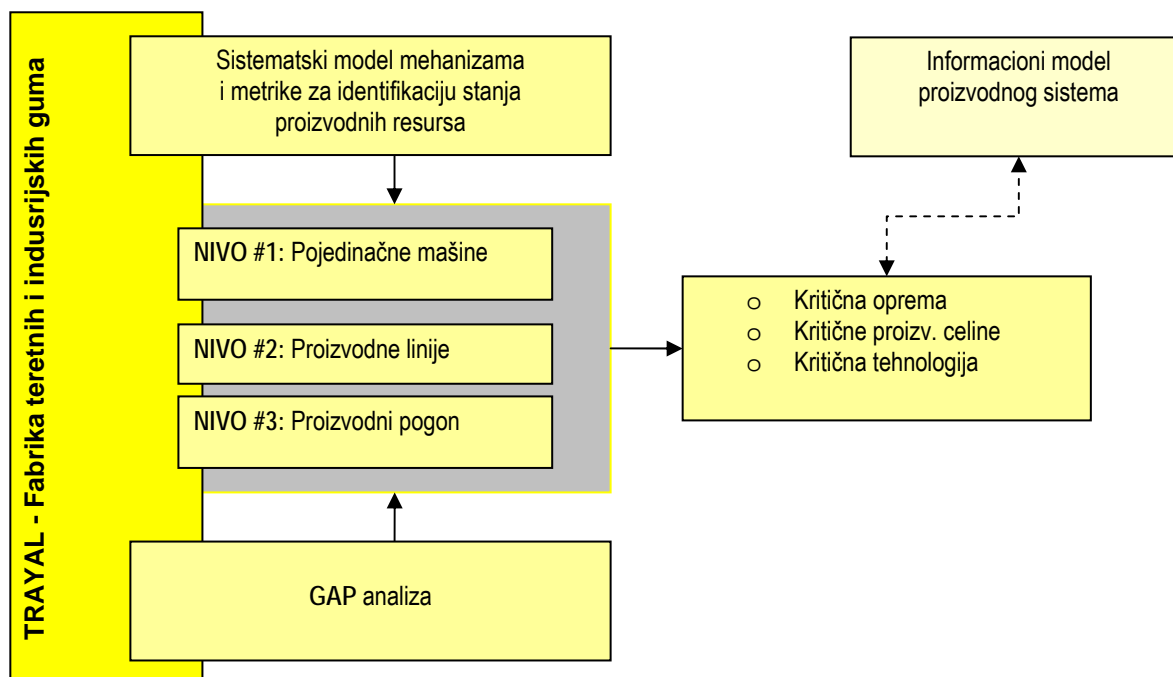 TRAYAL - Fabrika teretnih i indusrijskih guma
Sistematski model mehanizama
i metrike za identifikaciju stanja
proizvodnih resursa
Informacioni model
proizvodnog sistema
NIVO #1: Pojedinačne mašine
NIVO #2: Proizvodne linije
NIVO #3: Proizvodni pogon
o Kritična oprema
o Kritične proizv. celine
o Kritična tehnologija
GAP analiza